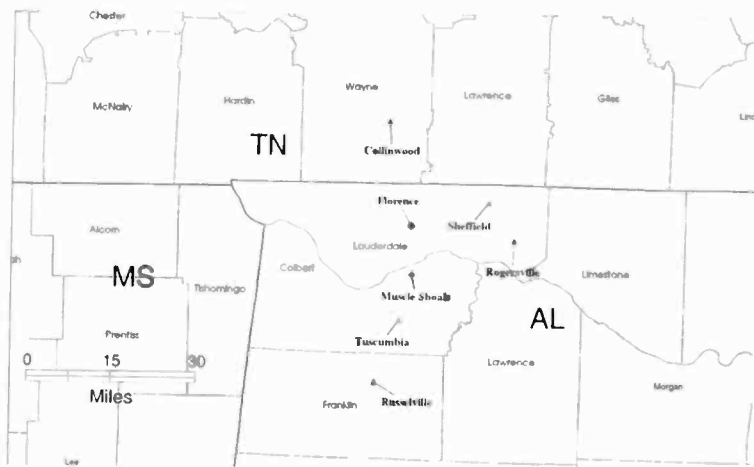 Chester
McNairy
Hardin
Wayne
Lawrence
Giles
TN
Collinwood
Florence
Sheffield
Alcorn
Lauderdale
Colbert
Rogersville
Limestone
MS
Tishomingo
Muscle Shoals
AL
Prentiss
Tuscumbia
0 15 30
Miles
Lawrence
Franklin
Russelville
Morgan
Lee